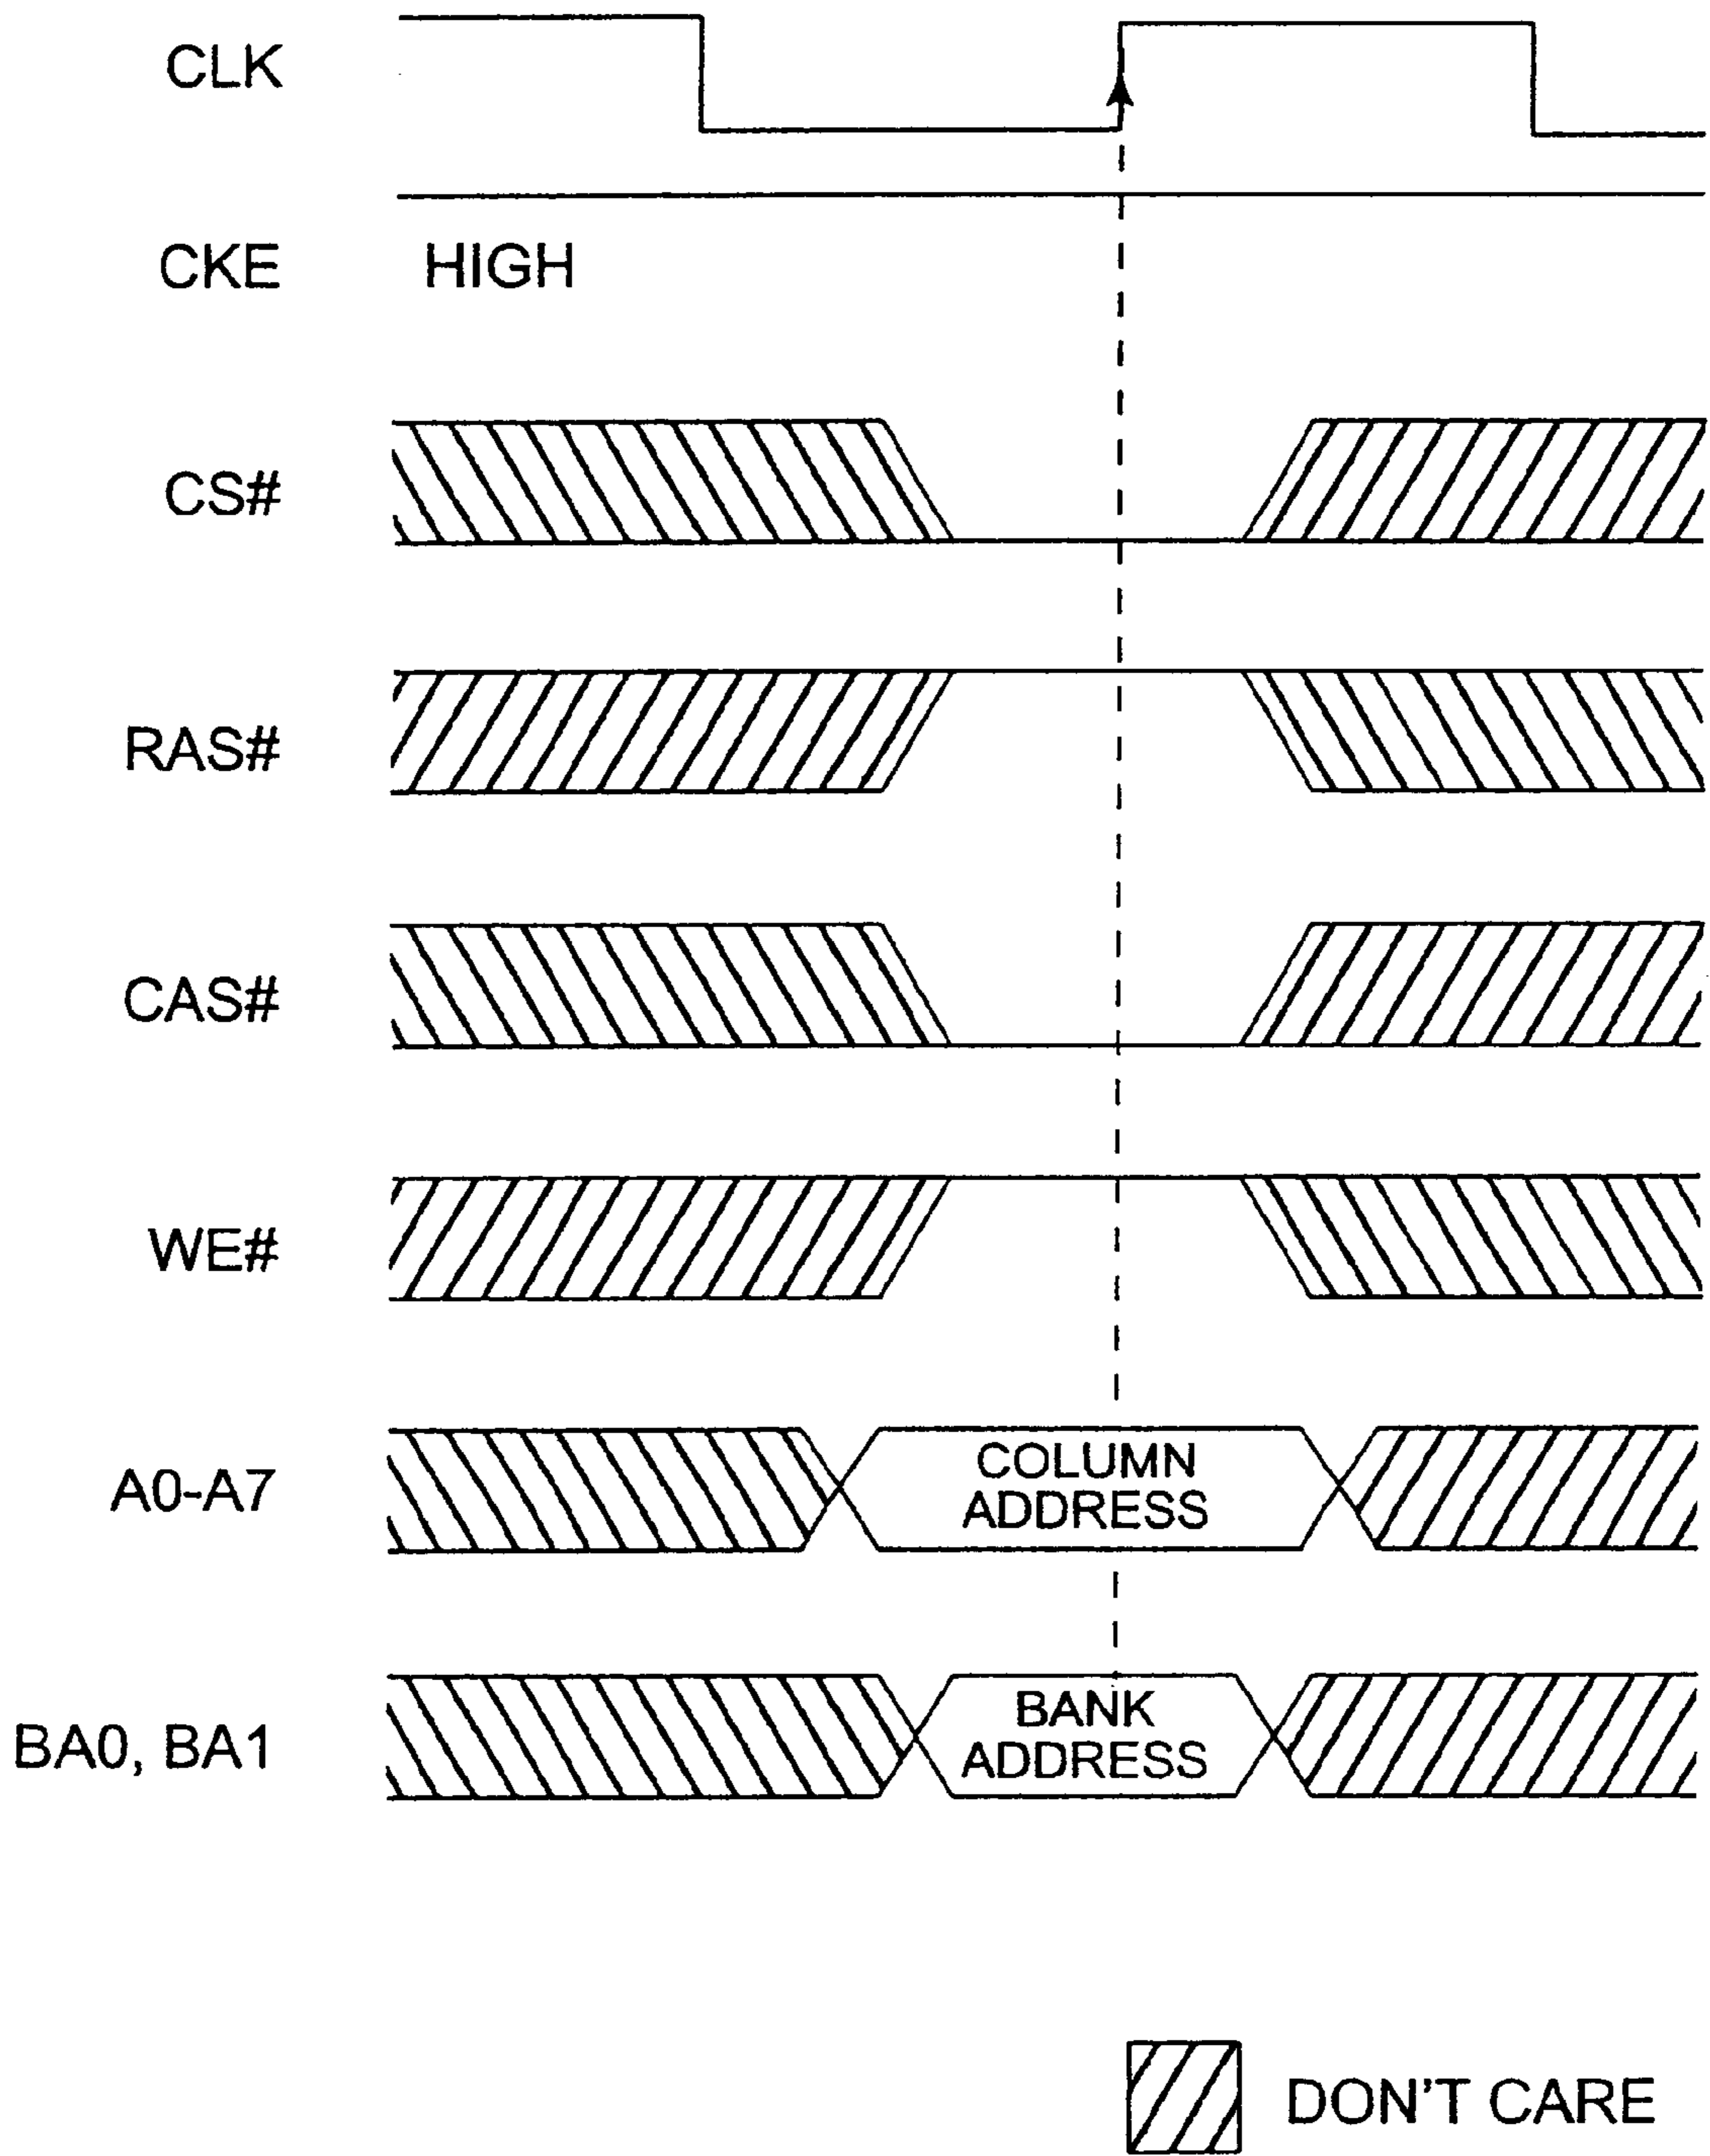 CLK
CKE HIGH
CS#
RAS#
CAS#
WE#
A0-A7
COLUMN
ADDRESS
BA0, BA1
BANK
ADDRESS
DON'T CARE